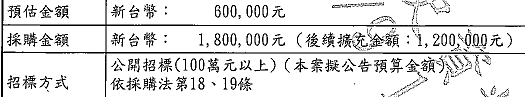 預估金額 新台幣： 600,000元
採購金額 新台幣： 1,800,000元（後續擴充金額：1,200,000元）
招標方式 公開招標(100萬元以上)（本案擬公告預算金額）
依採購法第18、19條